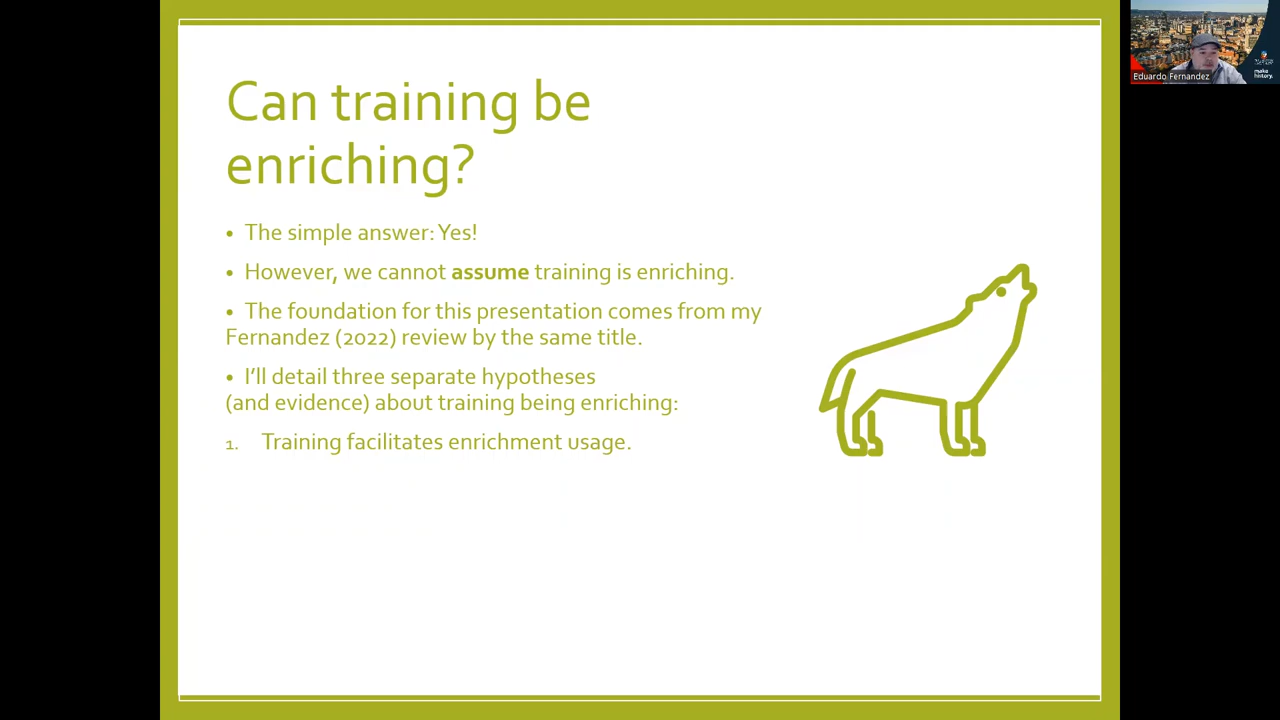 Can training be
enriching?
• The simple answer: Yes!
• However, we cannot assume training is enriching.
• The foundation for this presentation comes from my
Fernandez (2022) review by the same title.
• I'll detail three separate hypotheses
(and evidence) about training being enriching:
1. Training facilitates enrichment usage.
Eduardo Fernandez
make
history.